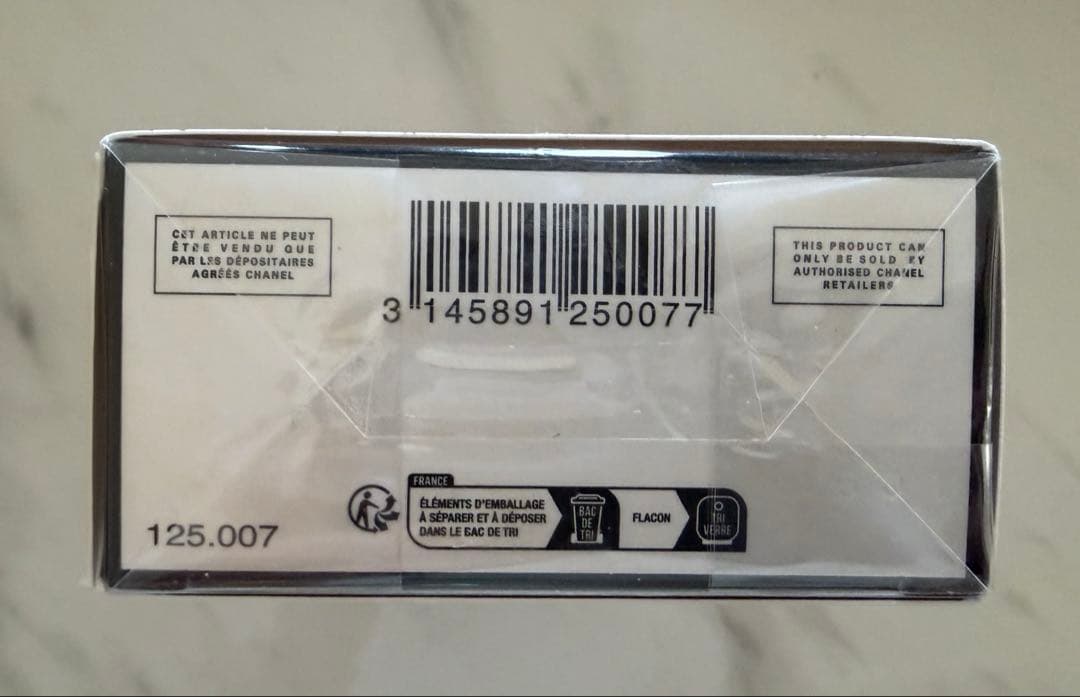 CET ARTICLE NE PEUT
ÊTRE VENDU QUE
PAR LES DÉPOSITAIRES
AGRÉÉS CHANEL
3 145891 250077
THIS PRODUCT CAN
ONLY BE SOLD BY
AUTHORISED CHANEL
RETAILERS
FRANCE
ÉLÉMENTS D'EMBALLAGE
À SÉPARER ET À DÉPOSER
DANS LE BAC DE TRI
BAC
DE
TRI
FLACON
TRI
VERRE
125.007